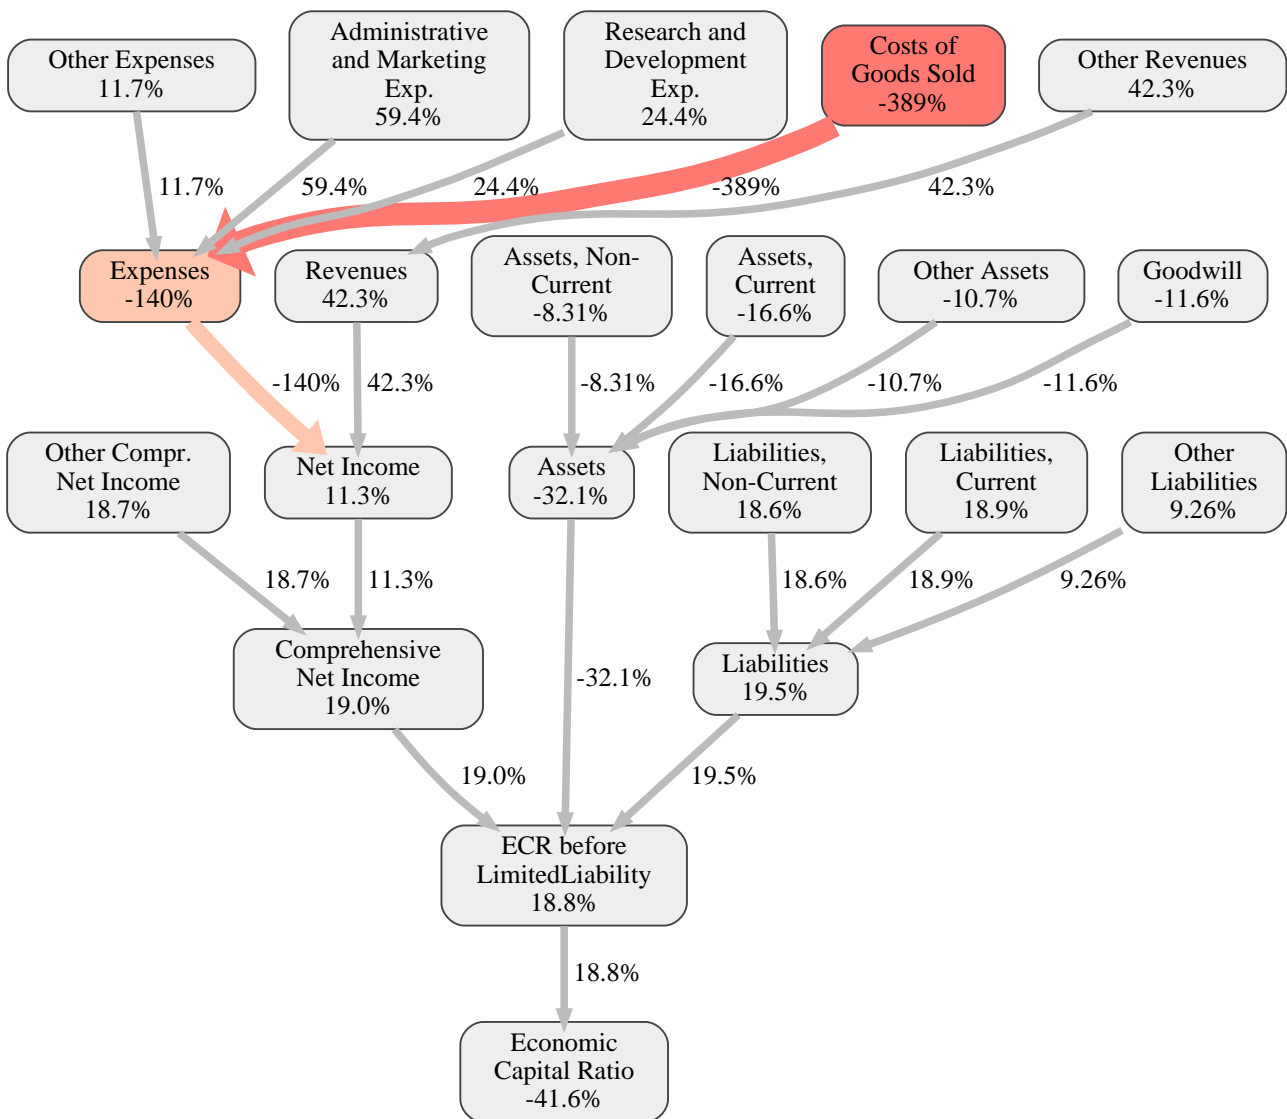 Other Expenses
11.7%
Administrative
and Marketing
Exp.
59.4%
Research and
Development
Exp.
24.4%
Costs of
Goods Sold
-389%
Other Revenues
42.3%
11.7%
59.4%
24.4%
-389%
42.3%
Expenses
-140%
Revenues
42.3%
Assets, Non-
Current
-8.31%
Assets,
Current
-16.6%
Other Assets
-10.7%
Goodwill
-11.6%
-140%
42.3%
-8.31%
-16.6%
-10.7%
-11.6%
Other Compr.
Net Income
18.7%
Net Income
11.3%
Assets
-32.1%
Liabilities,
Non-Current
18.6%
Liabilities,
Current
18.9%
Other
Liabilities
9.26%
18.7%
11.3%
18.6%
18.9%
9.26%
Comprehensive
Net Income
19.0%
-32.1%
Liabilities
19.5%
19.0%
19.5%
ECR before
LimitedLiability
18.8%
18.8%
Economic
Capital Ratio
-41.6%